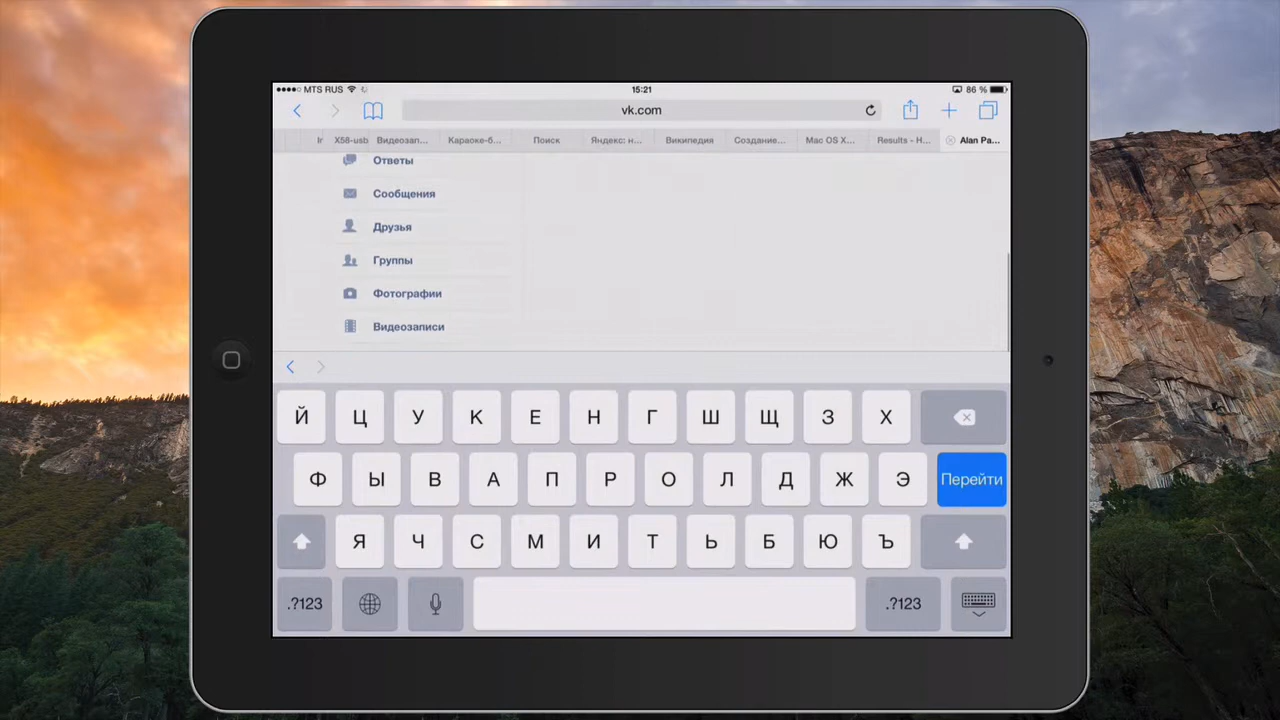 MTS RUS 15:21 86 %
vk.com
Ir X58-usb Видеозап... Караоке-б... Поиск Яндекс: н... Википедия Создание... Mac OS X... Results - H... Alan Pa...
Ответы
Сообщения
Друзья
Группы
Фотографии
Видеозаписи
Й Ц У К Е Н Г Ш Щ З Х
Ф Ы В А П Р О Л Д Ж Э Перейти
Я Ч С М И Т Ь Б Ю Ъ
.?123 .?123